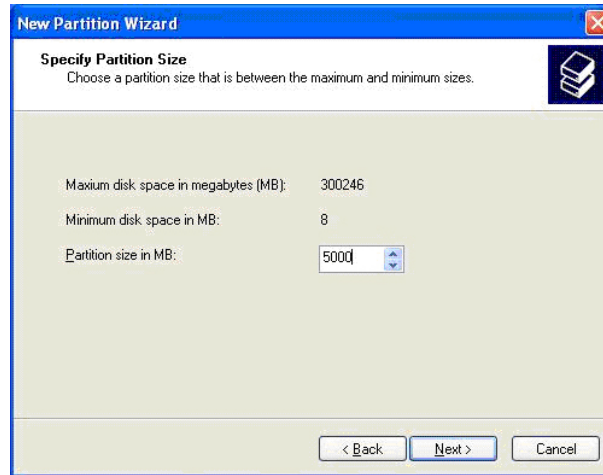 New Partition Wizard
Specify Partition Size
Choose a partition size that is between the maximum and minimum sizes.
Maxium disk space in megabytes (MB): 300246
Minimum disk space in MB: 8
Partition size in MB: 5000
< Back Next > Cancel